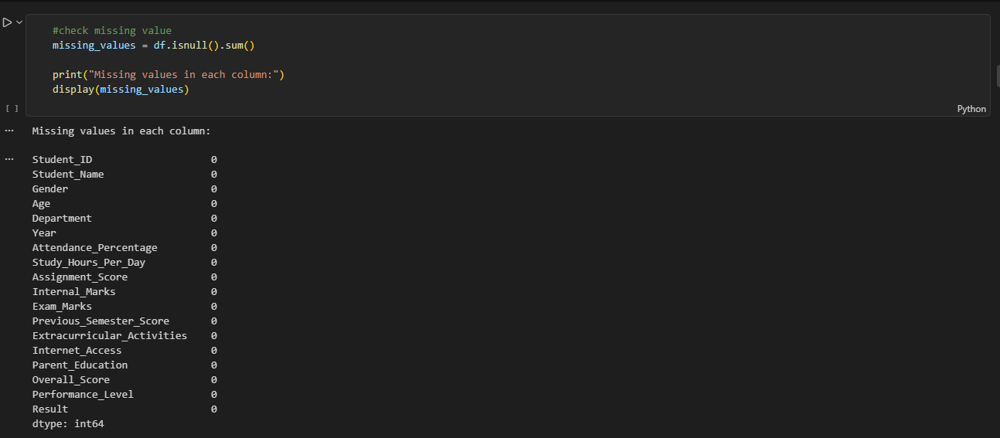 #check missing value
missing_values = df.isnull().sum()
print("Missing values in each column:")
display(missing_values)
[ ]
Python
Missing values in each column:
Student_ID 0
Student_Name 0
Gender 0
Age 0
Department 0
Year 0
Attendance_Percentage 0
Study_Hours_Per_Day 0
Assignment_Score 0
Internal_Marks 0
Exam_Marks 0
Previous_Semester_Score 0
Extracurricular_Activities 0
Internet_Access 0
Parent_Education 0
Overall_Score 0
Performance_Level 0
Result 0
dtype: int64